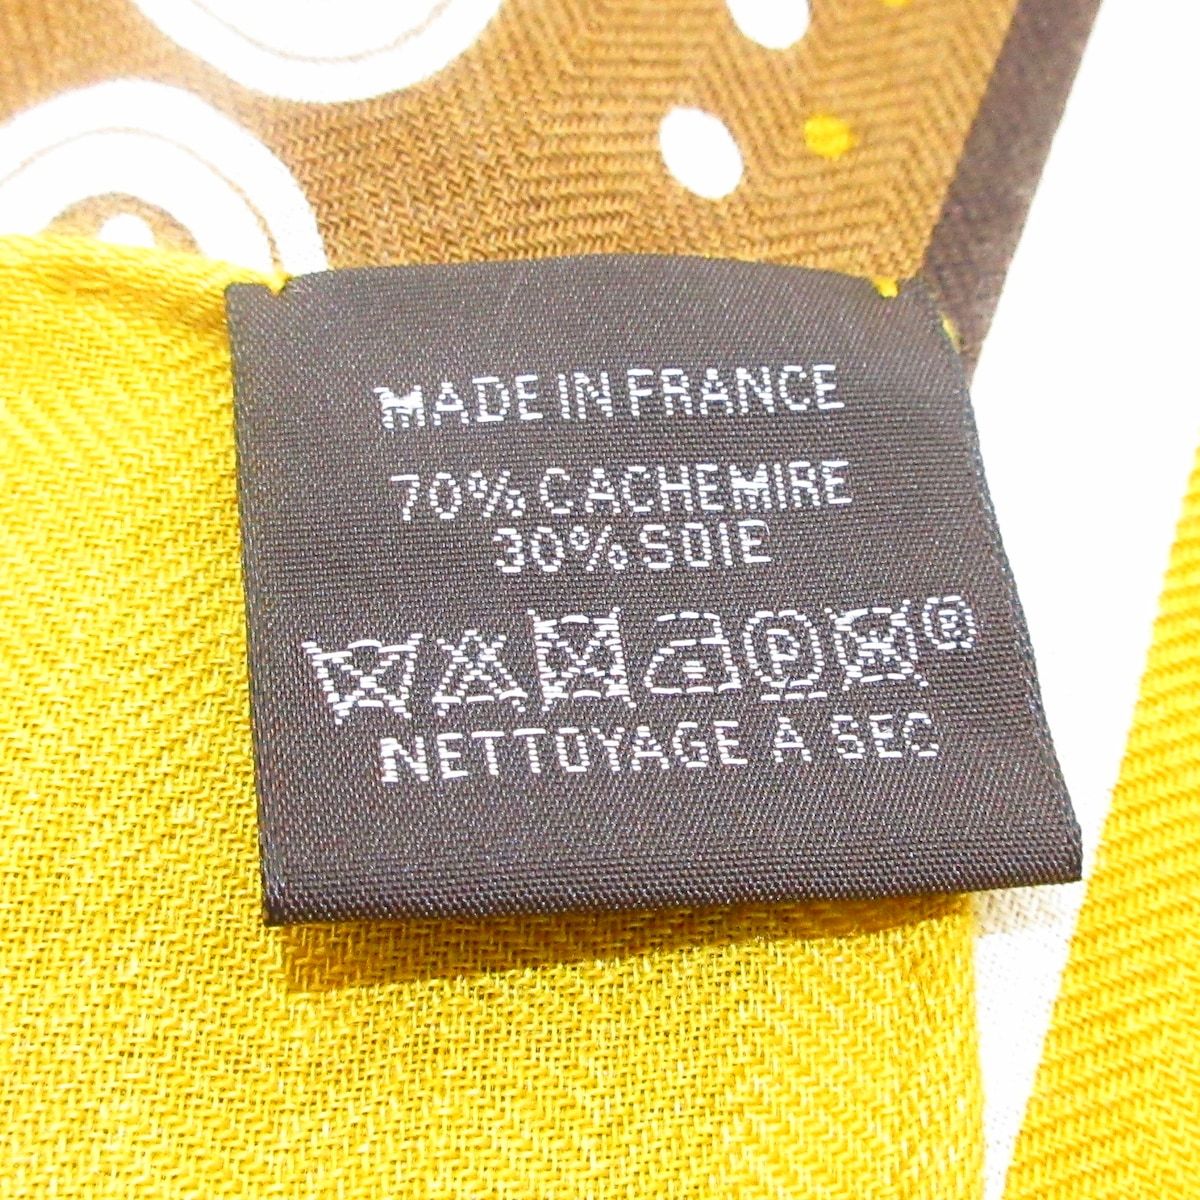 MADE IN FRANCE
70% CACHEMIRE
30% SOIE
P ®
NETTOYAGE A SEC